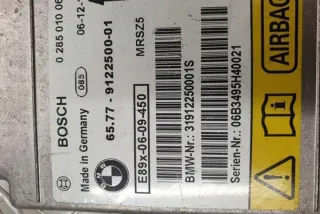 0 285 010 06
06-12-
BOSCH
Made in Germany
085
65.77 - 9122500-01
MRSZ5
E89x-06-09-450
BMW-Nr.: 31912250001S
Serien-Nr.: 06B3495H40021
AIRBAG